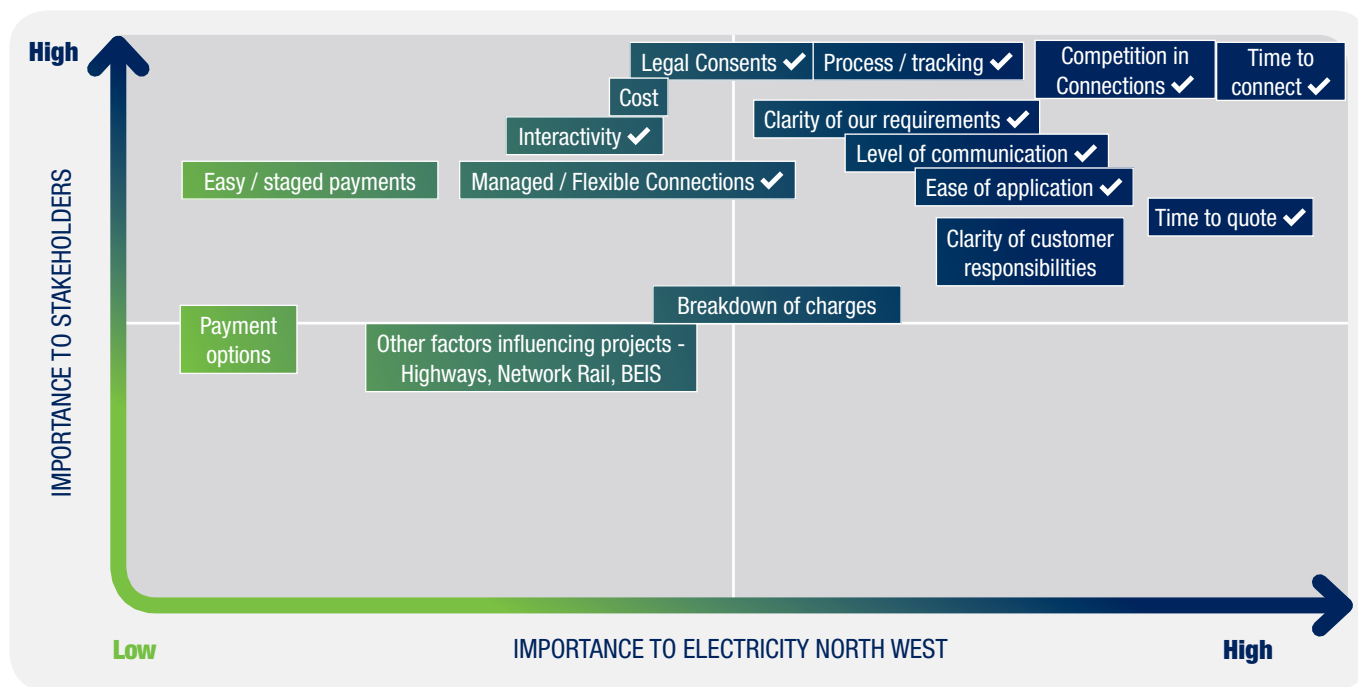 High
Legal Consents ✔
Process / tracking ✔
Competition in
Connections ✔
Time to
connect ✔
Cost
Clarity of our requirements ✔
Interactivity ✔
Level of communication ✔
Easy / staged payments
Managed / Flexible Connections ✔
Ease of application ✔
Time to quote ✔
Clarity of customer
responsibilities
Breakdown of charges
Payment
options
Other factors influencing projects -
Highways, Network Rail, BEIS
IMPORTANCE TO STAKEHOLDERS
Low
IMPORTANCE TO ELECTRICITY NORTH WEST
High